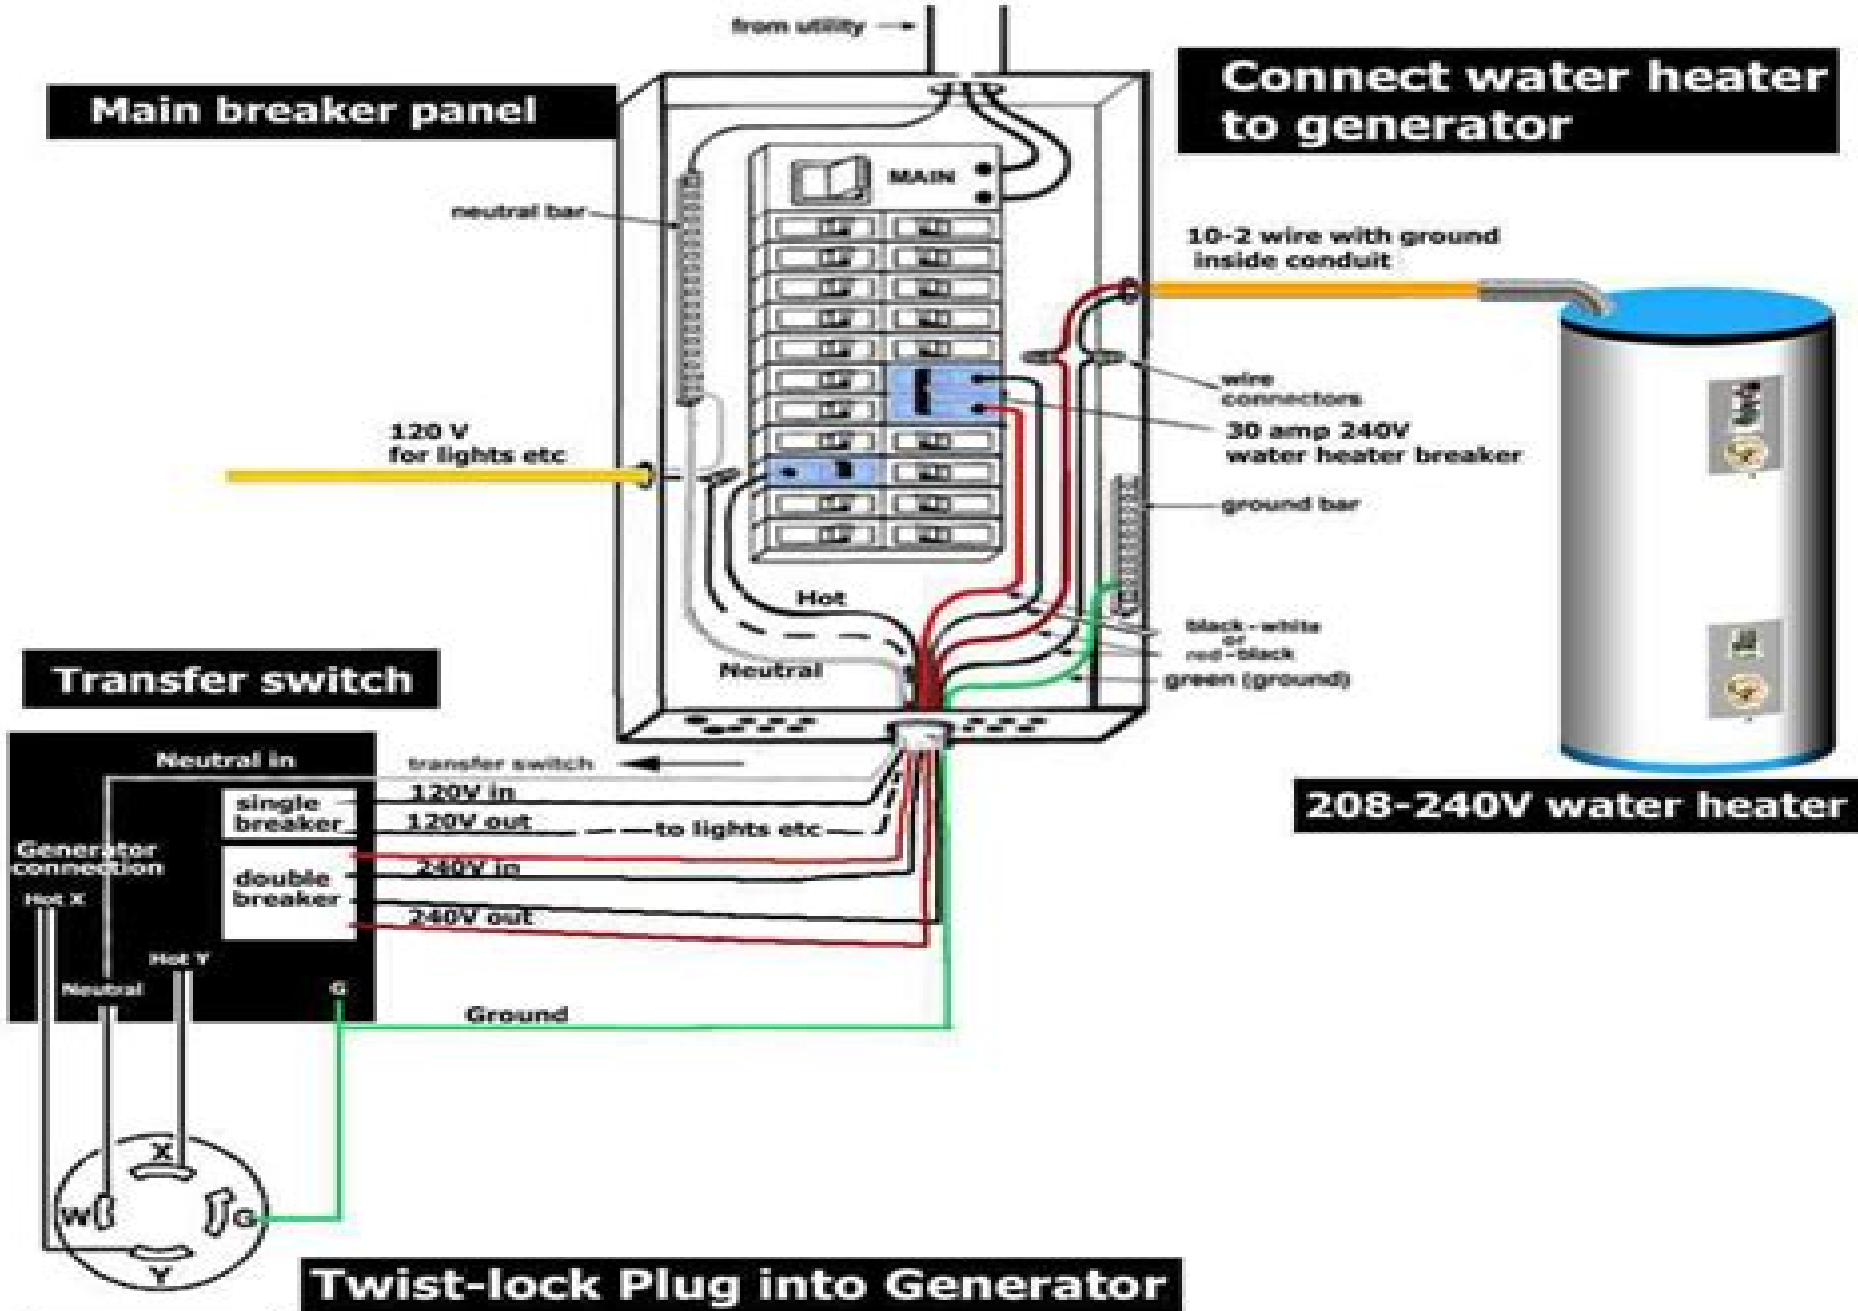 from utility
Main breaker panel
Connect water heater
to generator
MAIN
neutral bar
10-2 wire with ground
inside conduit
wire
connectors
120 V
for lights etc
30 amp 240V
water heater breaker
ground bar
Hot
black-white
or
red-black
Neutral
green (ground)
Transfer switch
Neutral in
transfer switch
120V in
single
breaker
120V out
to lights etc
208-240V water heater
Generator
connection
240V in
double
breaker
Hot X
240V out
Hot Y
Neutral
G
Ground
X
W
G
Y
Twist-lock Plug into Generator